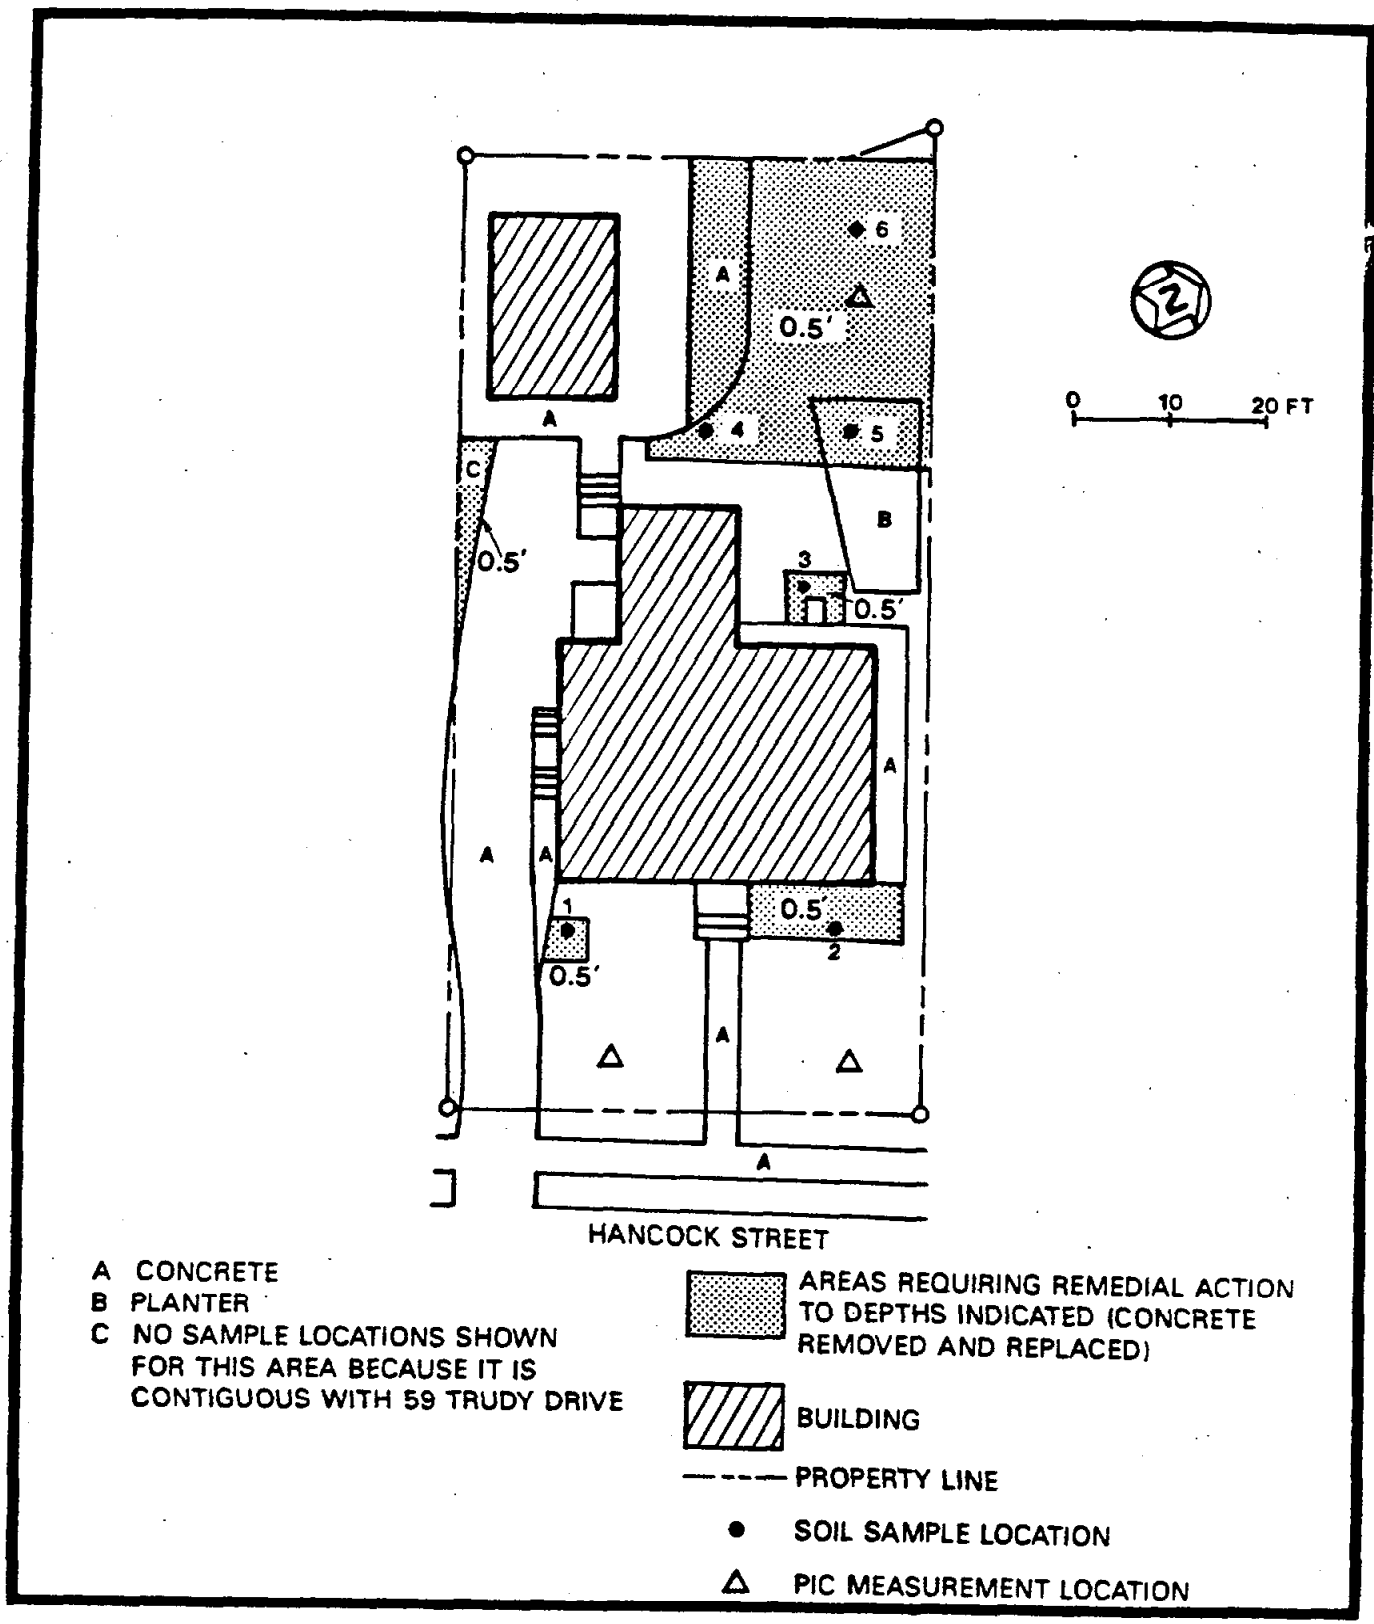 6
A
0.5'
Z
0 10 20 FT
A
4
5
C
B
0.5'
3
0.5'
A
A
A
1
0.5'
2
0.5'
A
A
HANCOCK STREET
A CONCRETE
B PLANTER
C NO SAMPLE LOCATIONS SHOWN
FOR THIS AREA BECAUSE IT IS
CONTIGUOUS WITH 59 TRUDY DRIVE
AREAS REQUIRING REMEDIAL ACTION
TO DEPTHS INDICATED (CONCRETE
REMOVED AND REPLACED)
BUILDING
PROPERTY LINE
SOIL SAMPLE LOCATION
PIC MEASUREMENT LOCATION